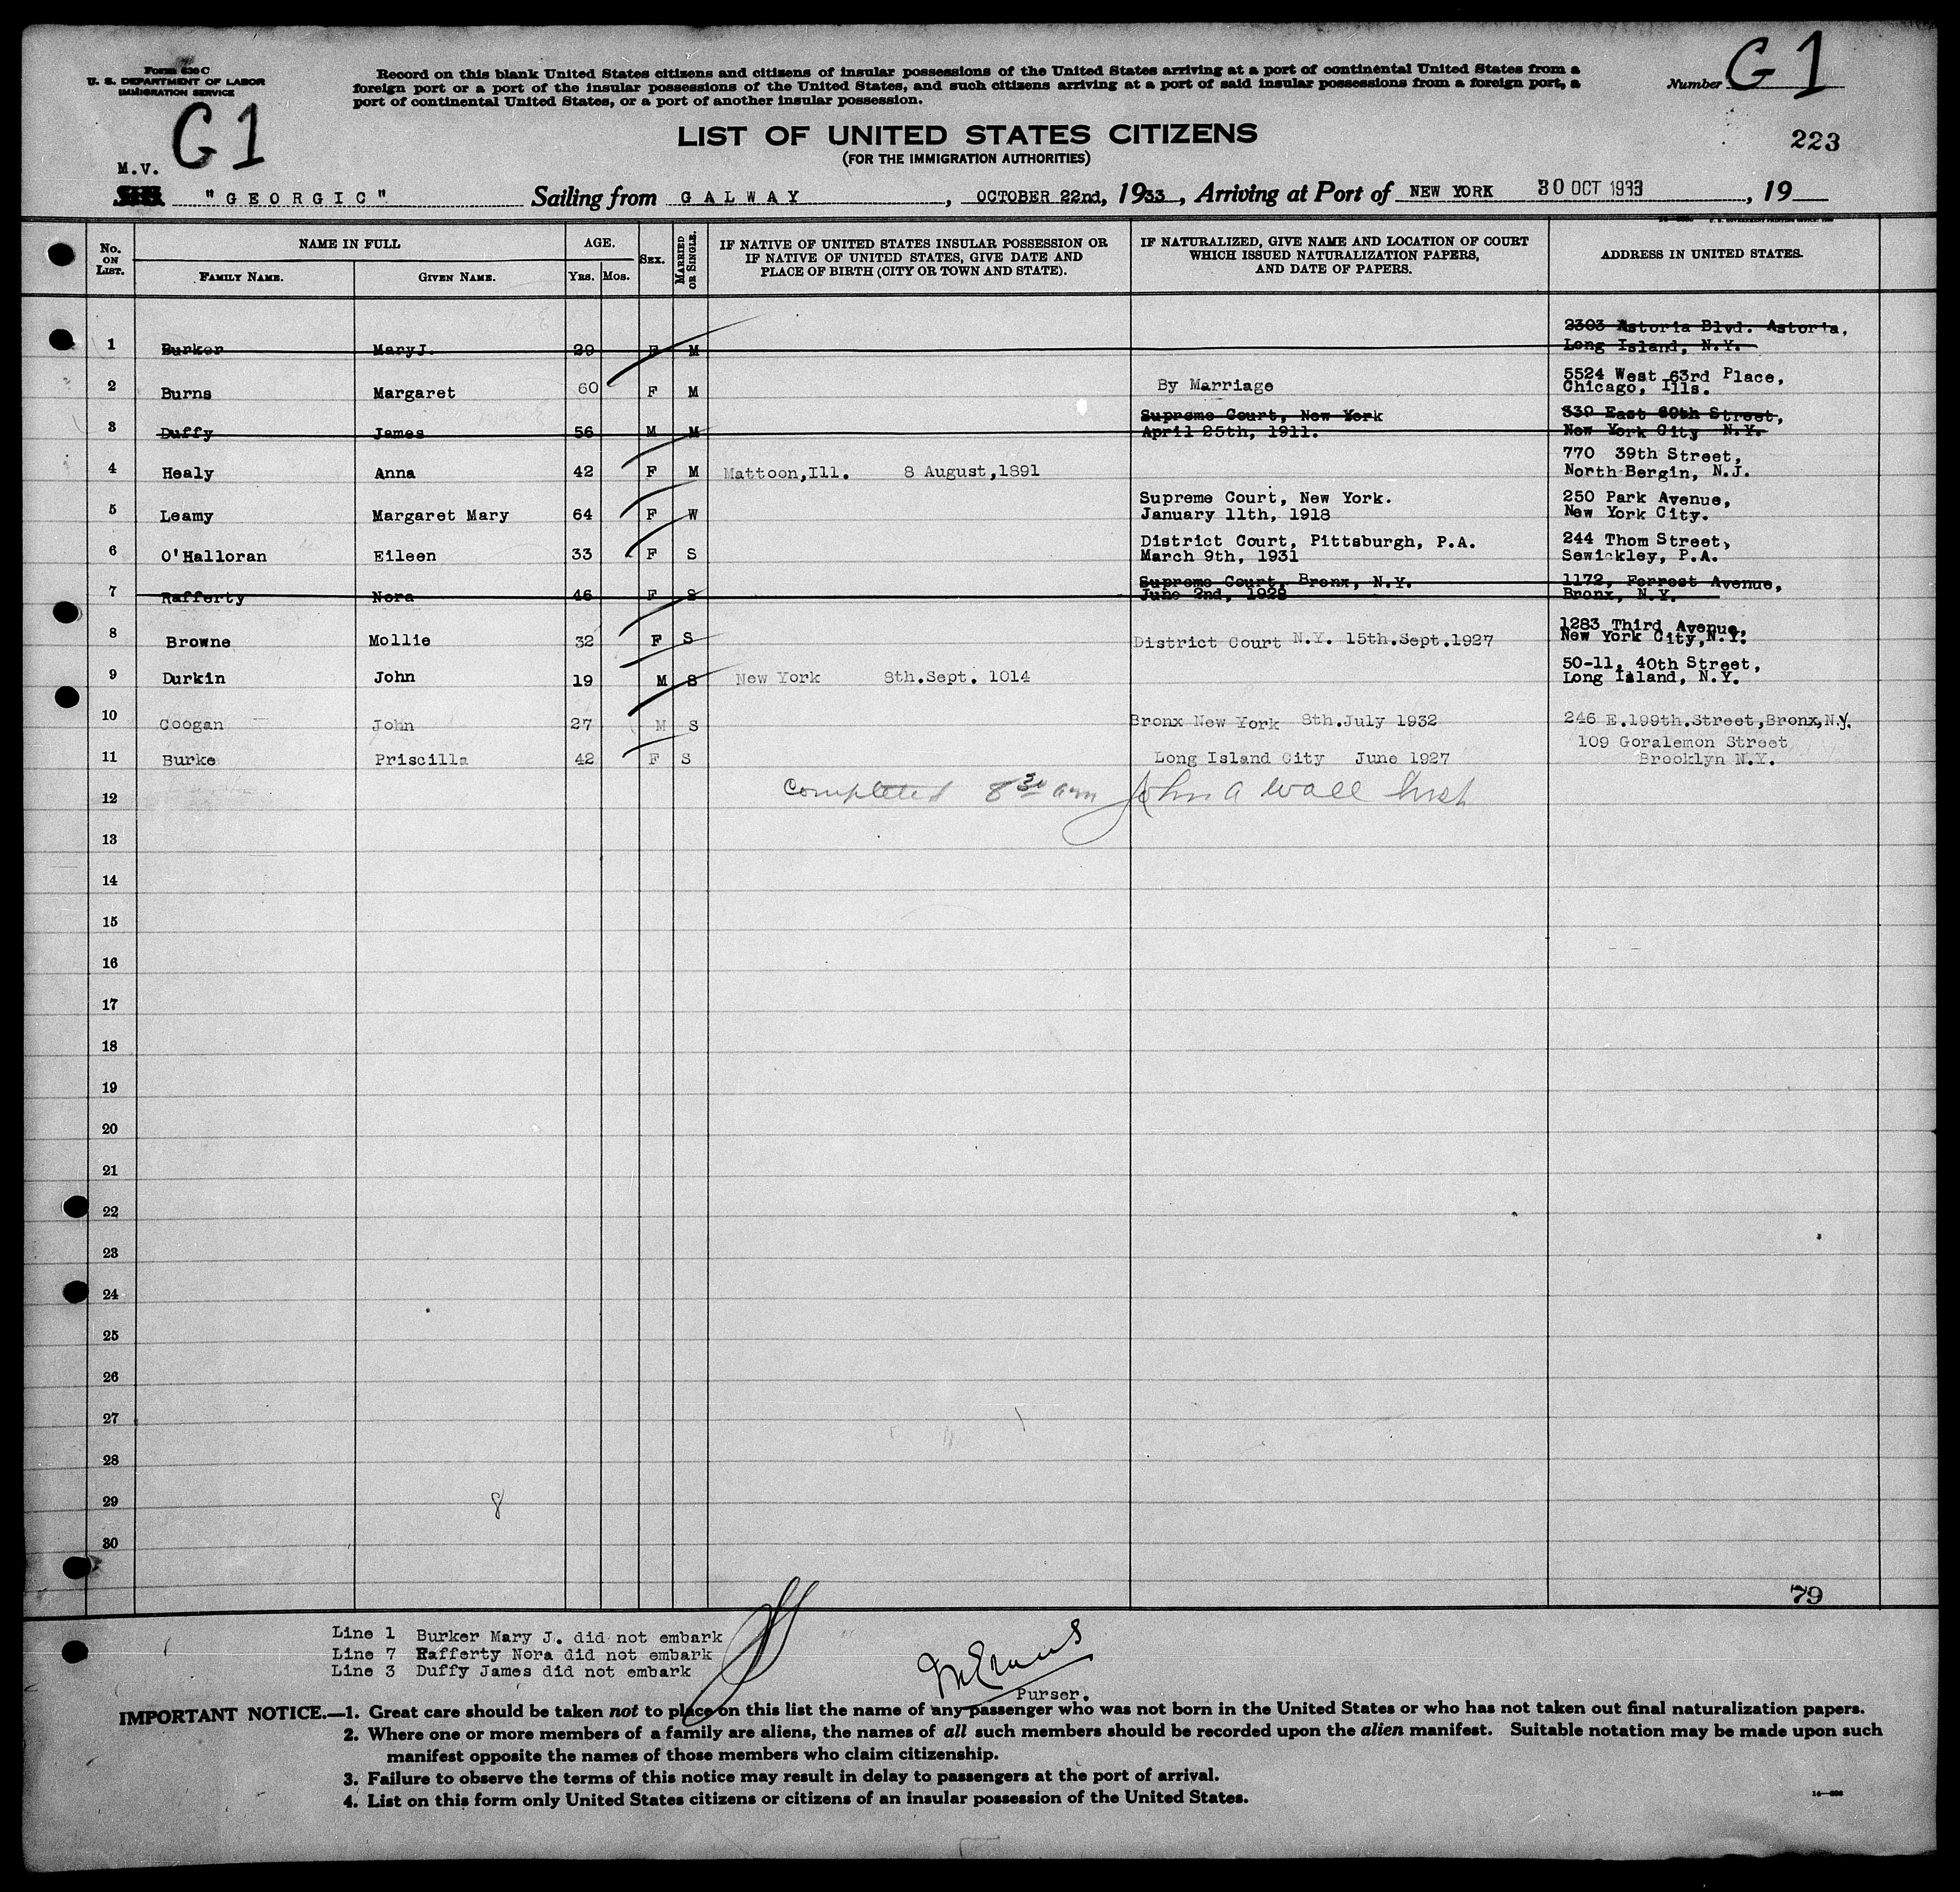 Form 630 C
U. S. DEPARTMENT OF LABOR
IMMIGRATION SERVICE
G1
Record on this blank United States citizens and citizens of insular possessions of the United States arriving at a port of continental United States from a
foreign port or a port of the insular possessions of the United States, and such citizens arriving at a port of said insular possessions from a foreign port, a
port of continental United States, or a port of another insular possession.
Number G1
LIST OF UNITED STATES CITIZENS
(FOR THE IMMIGRATION AUTHORITIES)
223
M.V.
"GEORGIC" Sailing from GALWAY, OCTOBER 22nd, 1933, Arriving at Port of NEW YORK 30 OCT 1933, 19
No. ON LIST.
NAME IN FULL
FAMILY NAME. GIVEN NAME.
AGE.
YRS. MOS.
SEX.
MARRIED OR SINGLE.
IF NATIVE OF UNITED STATES INSULAR POSSESSION OR
IF NATIVE OF UNITED STATES, GIVE DATE AND
PLACE OF BIRTH (CITY OR TOWN AND STATE).
IF NATURALIZED, GIVE NAME AND LOCATION OF COURT
WHICH ISSUED NATURALIZATION PAPERS,
AND DATE OF PAPERS.
ADDRESS IN UNITED STATES.
2303 Astoria Blvd. Astoria,
1 Burker Mary J. 29 F M Long Island, N.Y.
5524 West 63rd Place,
2 Burns Margaret 60 F M By Marriage Chicago, Ills.
Supreme Court, New York 339 East 69th Street,
3 Duffy James 56 M M April 25th, 1911. New York City N.Y.
770 39th Street,
4 Healy Anna 42 F M Mattoon,Ill. 8 August,1891 North Bergin, N.J.
Supreme Court, New York. 250 Park Avenue,
5 Leamy Margaret Mary 64 F W January 11th, 1918 New York City.
District Court, Pittsburgh, P.A. 244 Thom Street,
6 O'Halloran Eileen 33 F S March 9th, 1931 Sewickley, P.A.
Supreme Court, Bronx, N.Y. 1172, Forrest Avenue,
7 Rafferty Nora 46 F S June 2nd, 1928 Bronx, N.Y.
1283 Third Avenue,
8 Browne Mollie 32 F S District Court N.Y. 15th.Sept.1927 New York City,N.Y.
50-11, 40th Street,
9 Durkin John 19 M S New York 8th.Sept. 1014 Long Island, N.Y.
10 Coogan John 27 M S Bronx New York 8th.July 1932 246 E.199th.Street,Bronx,N.Y.
109 Goralemon Street
11 Burke Priscilla 42 F S Long Island City June 1927 Brooklyn N.Y.
12 Completed 8 30 am John A Wall Insp
13
14
15
16
17
18
19
20
21
22
23
24
25
26
27
28
29 8
30
79
Line 1 Burker Mary J. did not embark
Line 7 Rafferty Nora did not embark
Line 3 Duffy James did not embark
Purser.
IMPORTANT NOTICE.—1. Great care should be taken not to place on this list the name of any passenger who was not born in the United States or who has not taken out final naturalization papers.
2. Where one or more members of a family are aliens, the names of all such members should be recorded upon the alien manifest. Suitable notation may be made upon such
manifest opposite the names of those members who claim citizenship.
3. Failure to observe the terms of this notice may result in delay to passengers at the port of arrival.
4. List on this form only United States citizens or citizens of an insular possession of the United States.